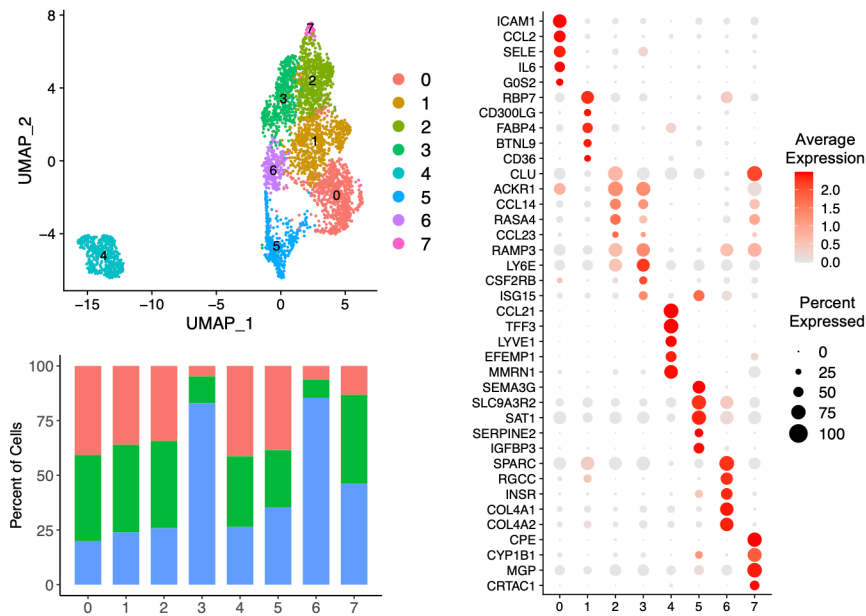 8
4
0
−4
−15
−10
−5
0
5
UMAP_2
UMAP_1
7
2
3
1
6
0
5
4
0
1
2
3
4
5
6
7
100
75
50
25
0
Percent of Cells
0 1 2 3 4 5 6 7
ICAM1
CCL2
SELE
IL6
G0S2
RBP7
CD300LG
FABP4
BTNL9
CD36
CLU
ACKR1
CCL14
RASA4
CCL23
RAMP3
LY6E
CSF2RB
ISG15
CCL21
TFF3
LYVE1
EFEMP1
MMRN1
SEMA3G
SLC9A3R2
SAT1
SERPINE2
IGFBP3
SPARC
RGCC
INSR
COL4A1
COL4A2
CPE
CYP1B1
MGP
CRTAC1
0 1 2 3 4 5 6 7
Average
Expression
2.0
1.5
1.0
0.5
0.0
Percent
Expressed
0
25
50
75
100